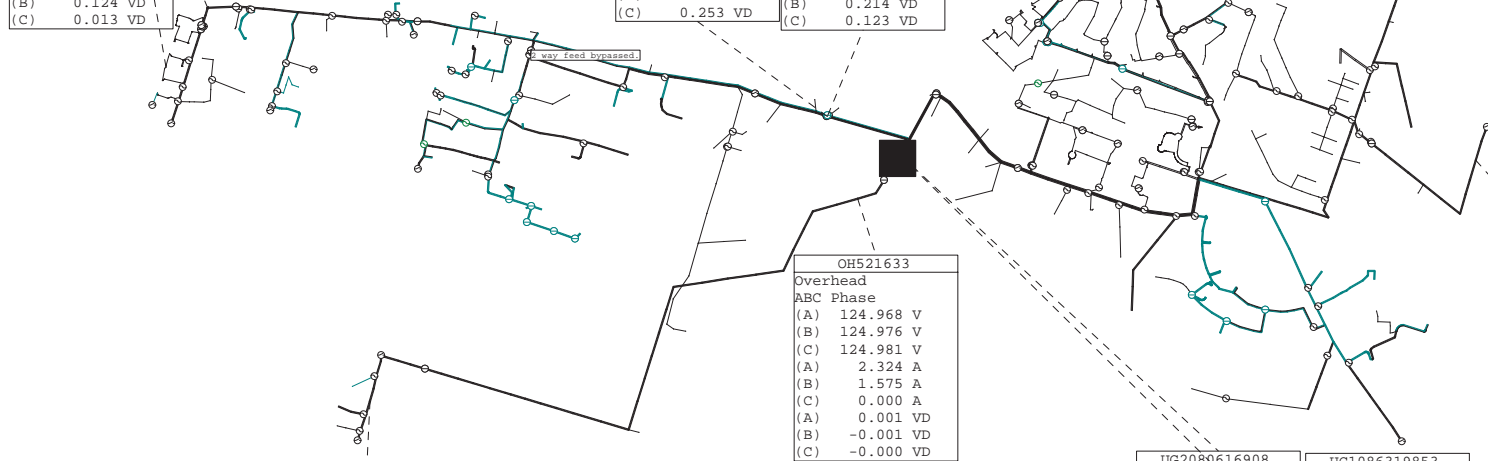 (B) 0.124 VD
(C) 0.013 VD
(C) 0.253 VD
(B) 0.214 VD
(C) 0.123 VD
2 way feed bypassed.
OH521633
Overhead
ABC Phase
(A) 124.968 V
(B) 124.976 V
(C) 124.981 V
(A) 2.324 A
(B) 1.575 A
(C) 0.000 A
(A) 0.001 VD
(B) -0.001 VD
(C) -0.000 VD